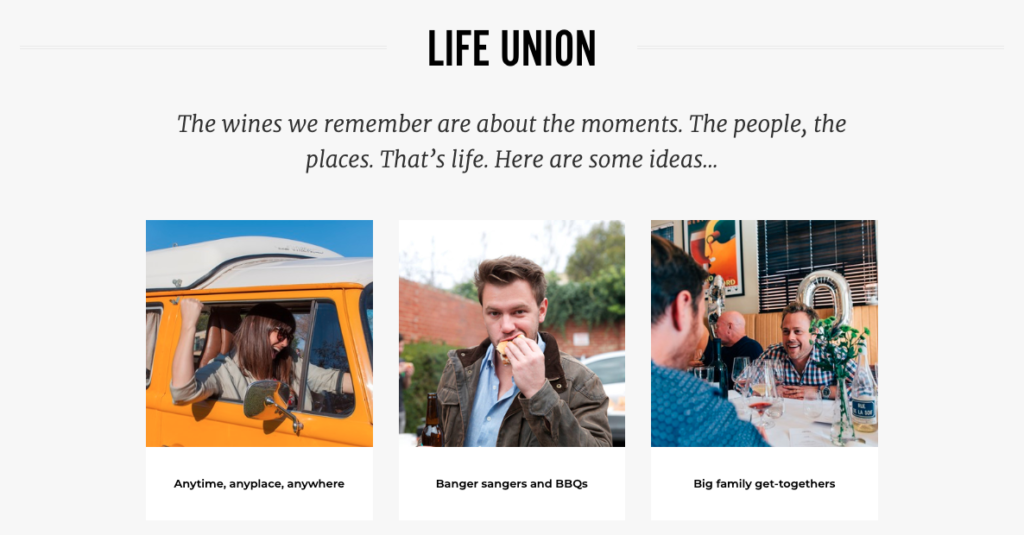 LIFE UNION
The wines we remember are about the moments. The people, the
places. That’s life. Here are some ideas...
Anytime, anyplace, anywhere
Banger sangers and BBQs
Big family get-togethers